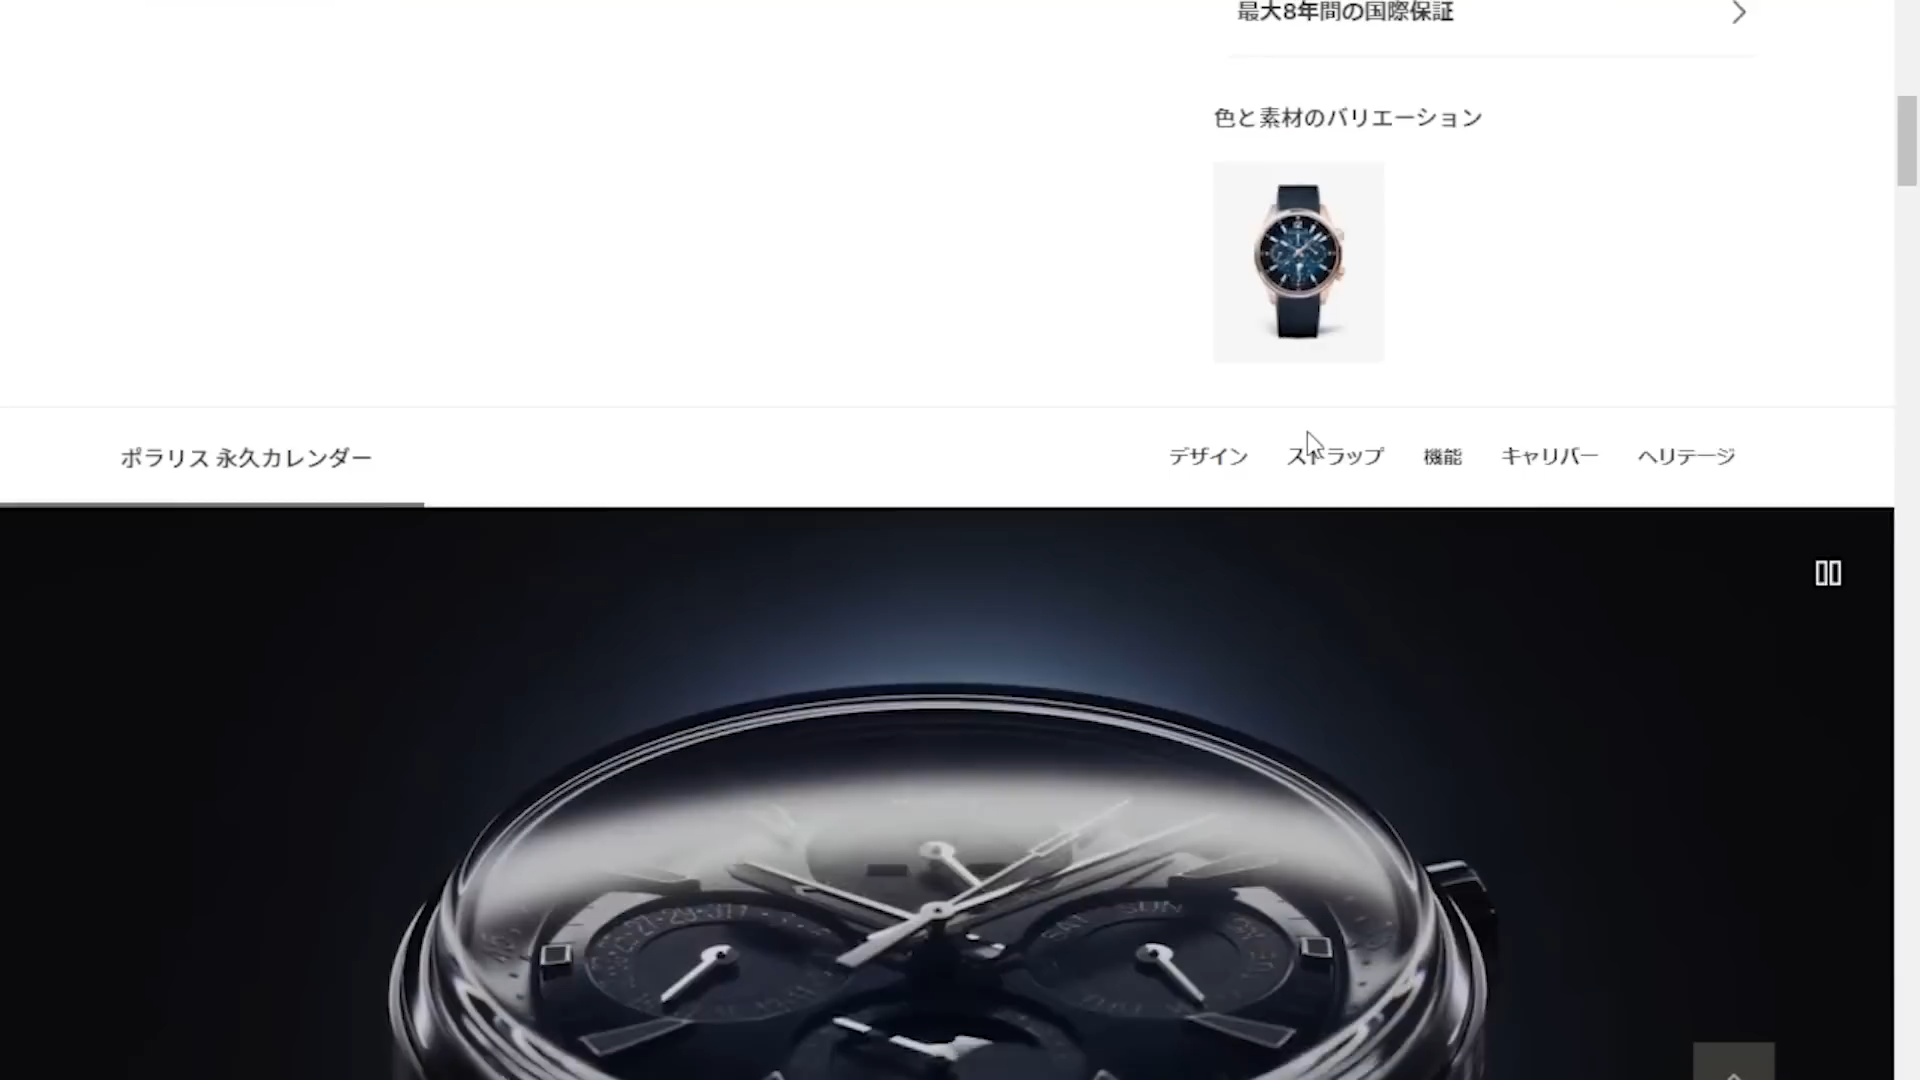 最大8年間の国際保証
色と素材のバリエーション
ポラリス 永久カレンダー
デザイン ストラップ 機能 キャリバー ヘリテージ
SAT SUN